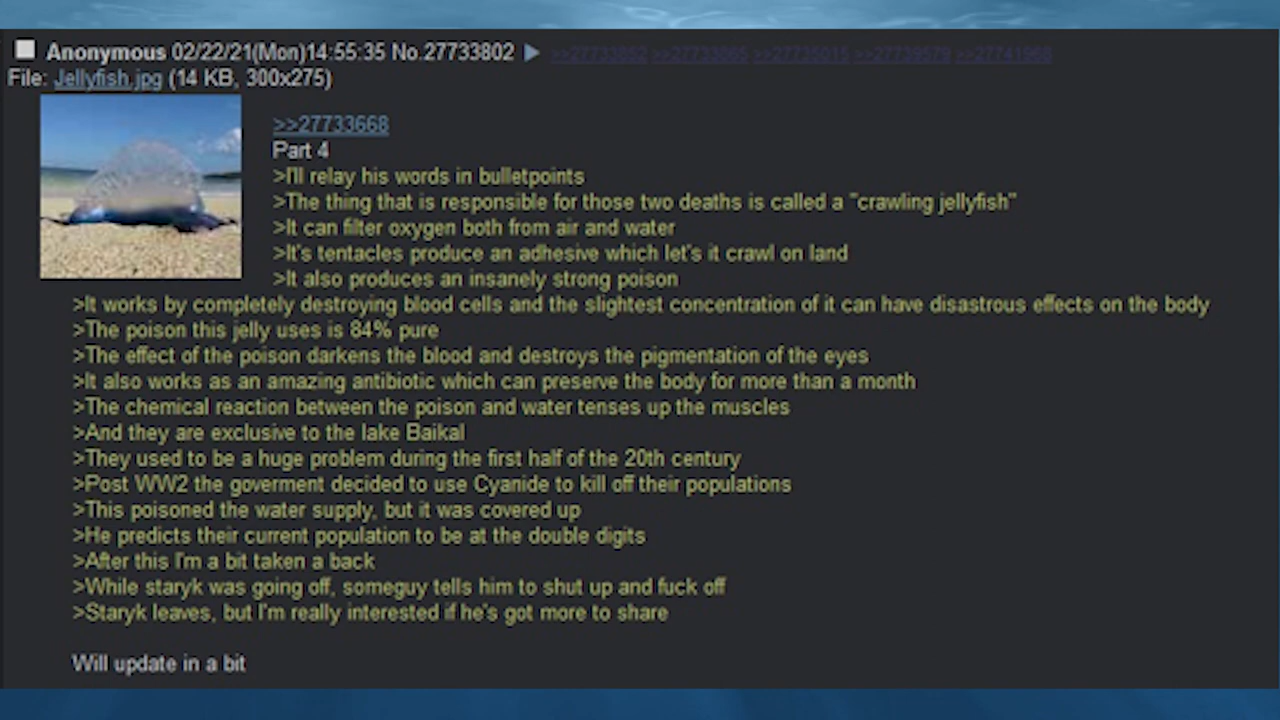 Anonymous 02/22/21(Mon)14:55:35 No.27733802 ▶
File: Jellyfish.jpg (14 KB, 300x275)
>>27733668
Part 4
>I'll relay his words in bulletpoints
>The thing that is responsible for those two deaths is called a "crawling jellyfish"
>It can filter oxygen both from air and water
>It's tentacles produce an adhesive which let's it crawl on land
>It also produces an insanely strong poison
>It works by completely destroying blood cells and the slightest concentration of it can have disastrous effects on the body
>The poison this jelly uses is 84% pure
>The effect of the poison darkens the blood and destroys the pigmentation of the eyes
>It also works as an amazing antibiotic which can preserve the body for more than a month
>The chemical reaction between the poison and water tenses up the muscles
>And they are exclusive to the lake Baikal
>They used to be a huge problem during the first half of the 20th century
>Post WW2 the goverment decided to use Cyanide to kill off their populations
>This poisoned the water supply, but it was covered up
>He predicts their current population to be at the double digits
>After this I'm a bit taken a back
>While staryk was going off, someguy tells him to shut up and fuck off
>Staryk leaves, but I'm really interested if he's got more to share
Will update in a bit